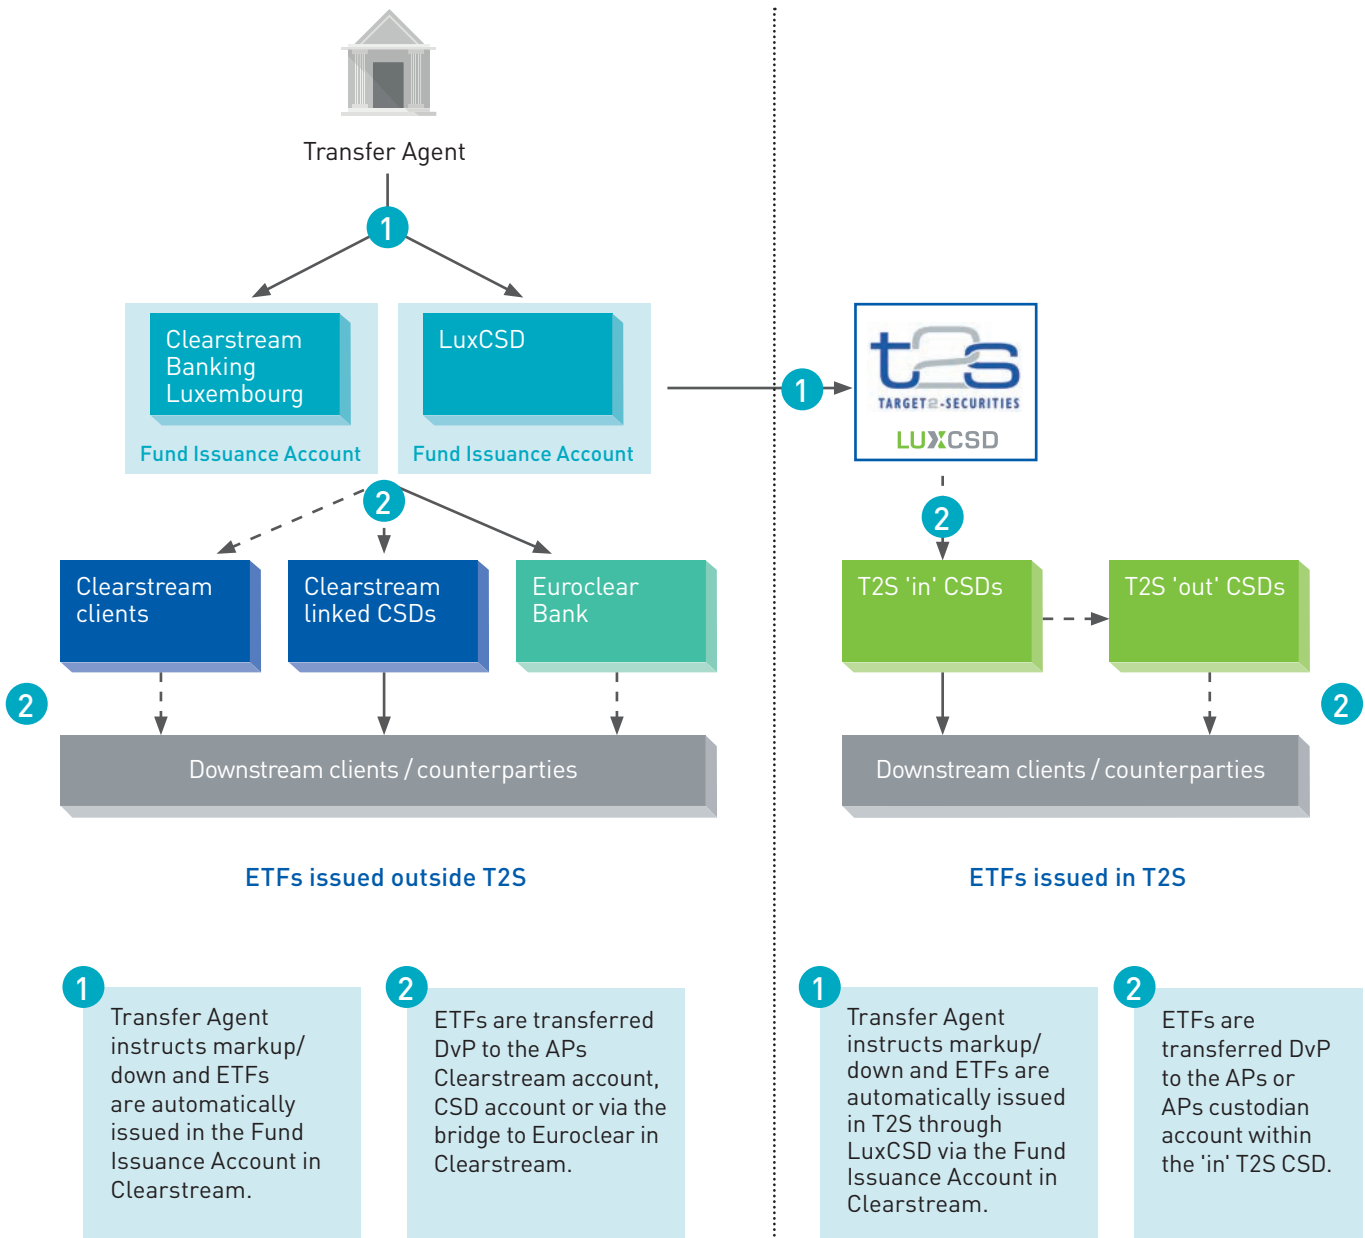 Transfer Agent
1
Clearstream
Banking
Luxembourg
Fund Issuance Account
LuxCSD
Fund Issuance Account
1
t2s
TARGET2-SECURITIES
LUXCSD
2
2
Clearstream
clients
Clearstream
linked CSDs
Euroclear
Bank
T2S 'in' CSDs
T2S 'out' CSDs
2
2
Downstream clients / counterparties
Downstream clients / counterparties
ETFs issued outside T2S
ETFs issued in T2S
1
Transfer Agent
instructs markup/
down and ETFs
are automatically
issued in the Fund
Issuance Account in
Clearstream.
2
ETFs are transferred
DvP to the APs
Clearstream account,
CSD account or via the
bridge to Euroclear in
Clearstream.
1
Transfer Agent
instructs markup/
down and ETFs are
automatically issued
in T2S through
LuxCSD via the Fund
Issuance Account in
Clearstream.
2
ETFs are
transferred DvP
to the APs or
APs custodian
account within
the 'in' T2S CSD.